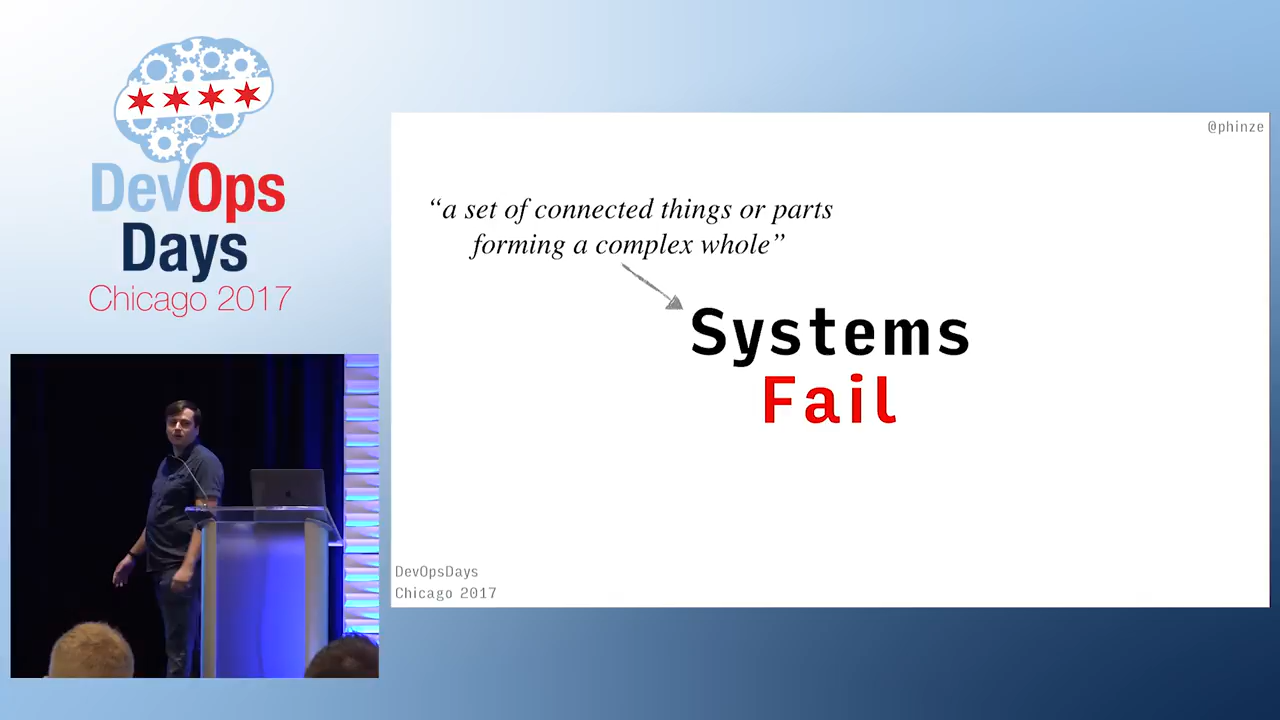 DevOps
Days
Chicago 2017
@phinze
“a set of connected things or parts
forming a complex whole”
Systems
Fail
DevOpsDays
Chicago 2017